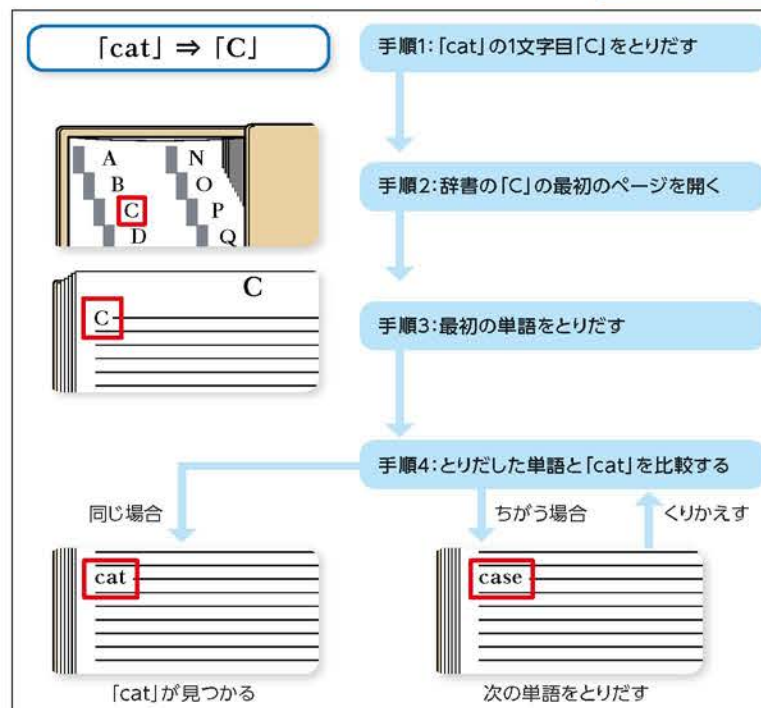 「cat」⇒「C」
手順1:「cat」の1文字目「C」をとりだす
A
N
B
O
C
P
D
Q
手順2:辞書の「C」の最初のページを開く
C
C
手順3:最初の単語をとりだす
手順4:とりだした単語と「cat」を比較する
同じ場合
ちがう場合
くりかえす
cat
case
「cat」が見つかる
次の単語をとりだす